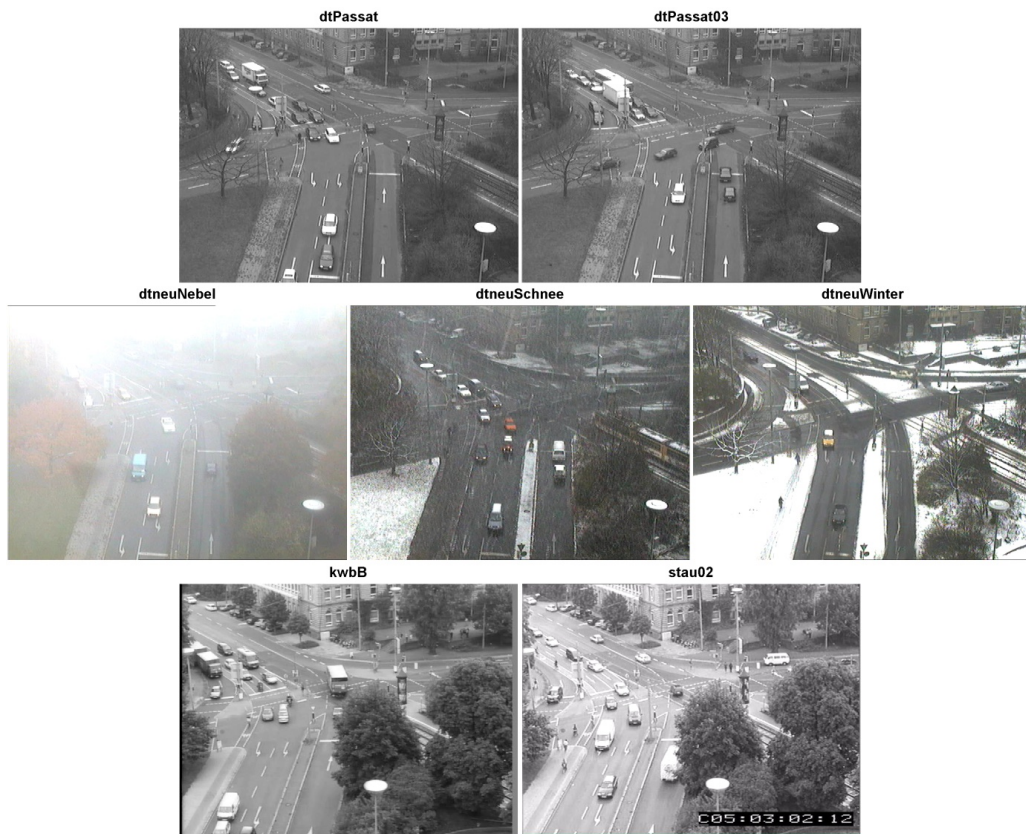 dtPassat
dtPassat03
dtneuNebel
dtneuSchnee
dtneuWinter
kwbB
stau02
C05:03:02:12